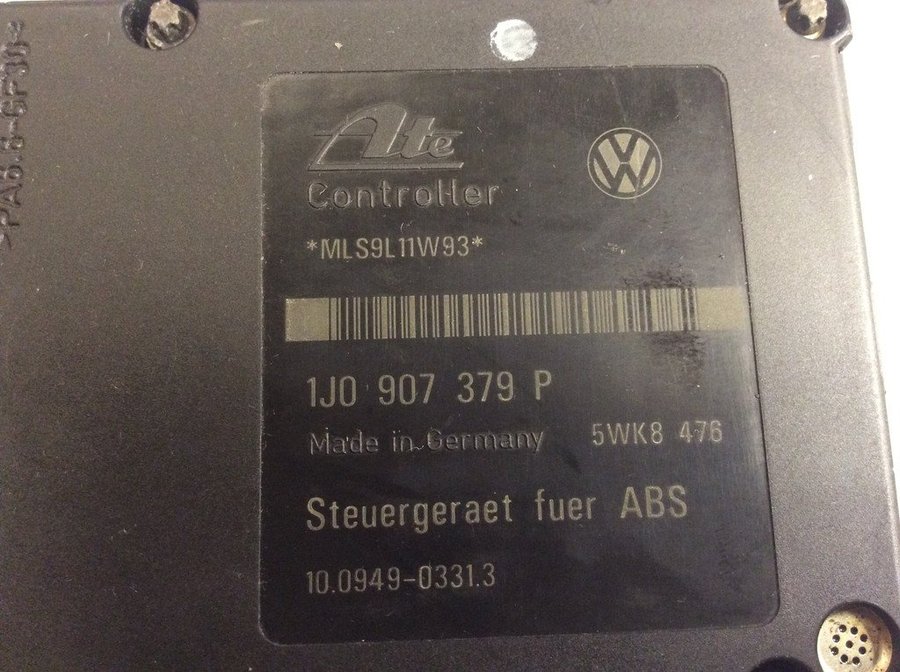 Ate
Controller
*MLS9L11W93*
1J0 907 379 P
Made in Germany 5WK8 476
Steuergeraet fuer ABS
10.0949-0331.3